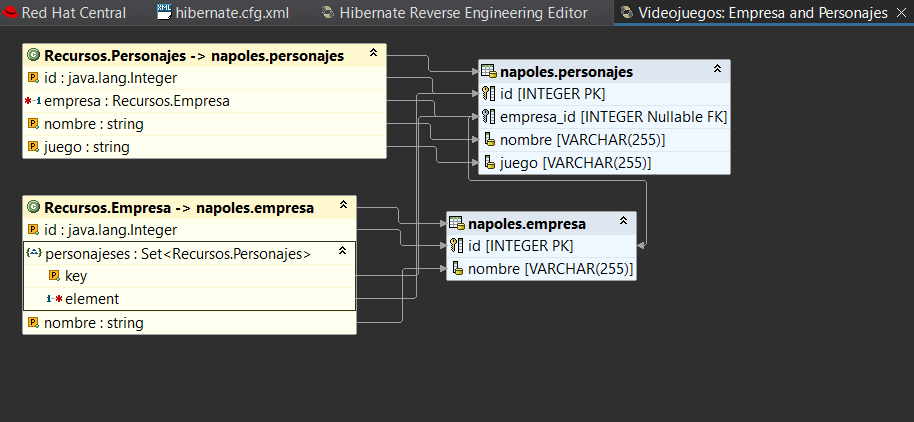 Red Hat Central
XML
hibernate.cfg.xml
Hibernate Reverse Engineering Editor
Videojuegos: Empresa and Personajes
Recursos.Personajes -> napoles.personajes
id : java.lang.Integer
*-1 empresa : Recursos.Empresa
nombre : string
juego : string
napoles.personajes
id [INTEGER PK]
empresa_id [INTEGER Nullable FK]
nombre [VARCHAR(255)]
juego [VARCHAR(255)]
Recursos.Empresa -> napoles.empresa
id : java.lang.Integer
personajeses : Set<Recursos.Personajes>
key
1-* element
nombre : string
napoles.empresa
id [INTEGER PK]
nombre [VARCHAR(255)]